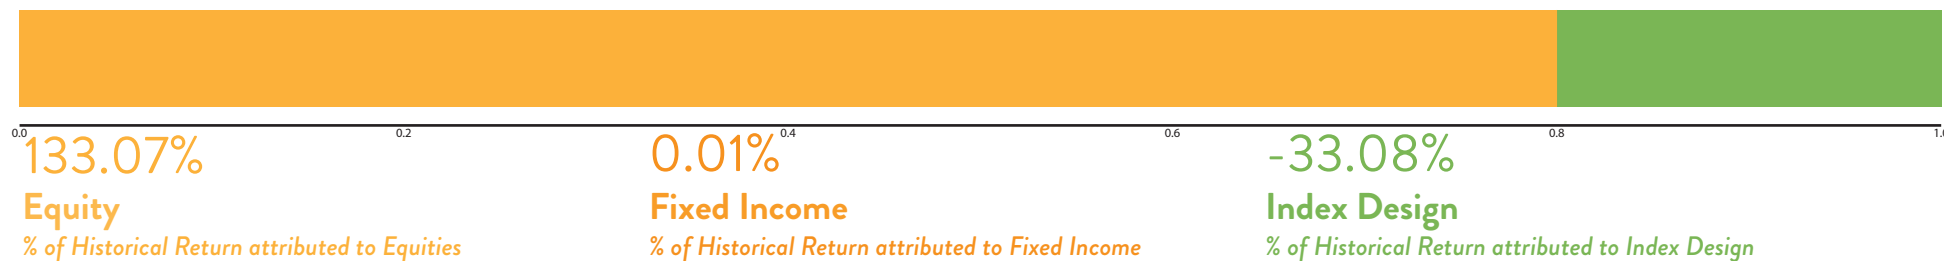 0.0 0.2 0.4 0.6 0.8 1.0
133.07% 0.01% -33.08%
Equity Fixed Income Index Design
% of Historical Return attributed to Equities % of Historical Return attributed to Fixed Income % of Historical Return attributed to Index Design